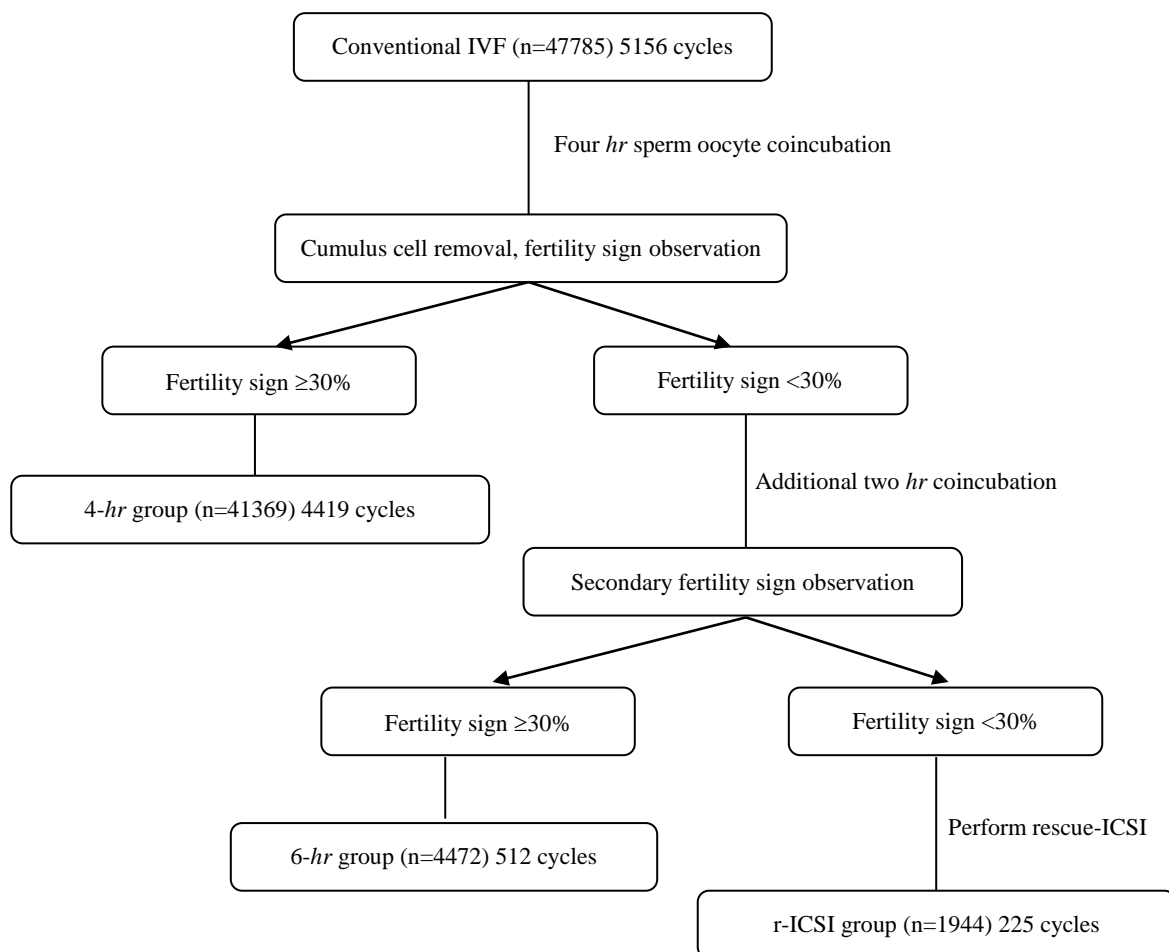 Conventional IVF (n=47785) 5156 cycles
Four hr sperm oocyte coincubation
Cumulus cell removal, fertility sign observation
Fertility sign ≥30%
Fertility sign <30%
Additional two hr coincubation
4-hr group (n=41369) 4419 cycles
Secondary fertility sign observation
Fertility sign ≥30%
Fertility sign <30%
Perform rescue-ICSI
6-hr group (n=4472) 512 cycles
r-ICSI group (n=1944) 225 cycles